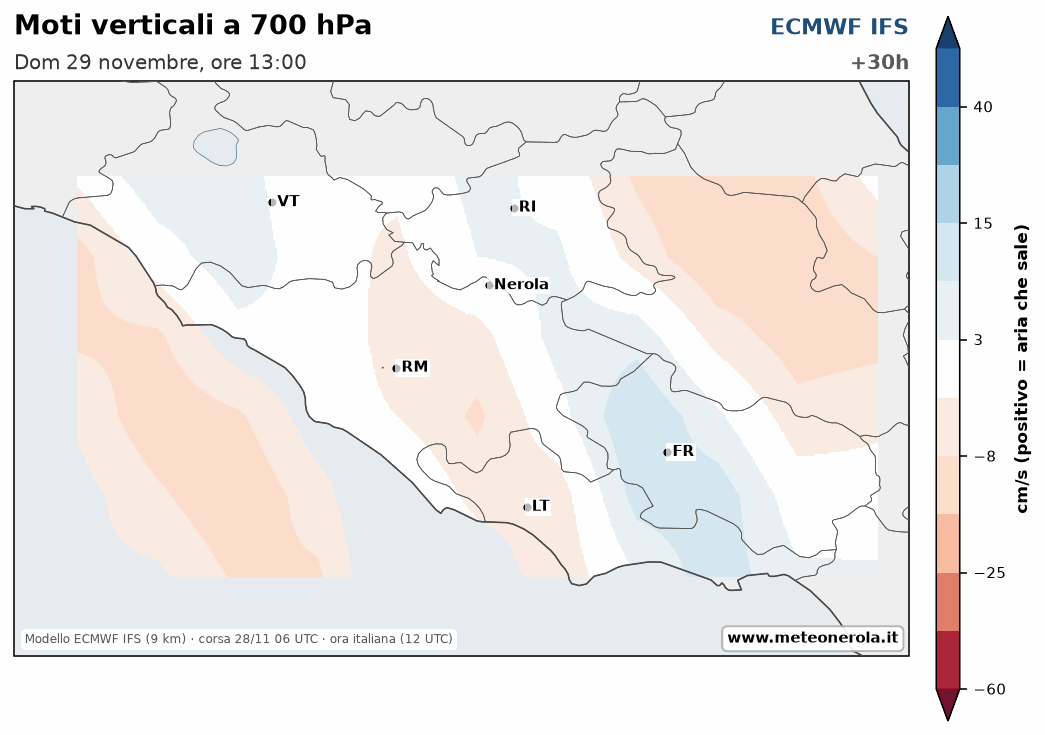 Moti verticali a 700 hPa
ECMWF IFS
Dom 29 novembre, ore 13:00
+30h
VT
RI
Nerola
RM
FR
LT
40
15
3
−8
−25
−60
cm/s (positivo = aria che sale)
Modello ECMWF IFS (9 km) · corsa 28/11 06 UTC · ora italiana (12 UTC)
www.meteonerola.it